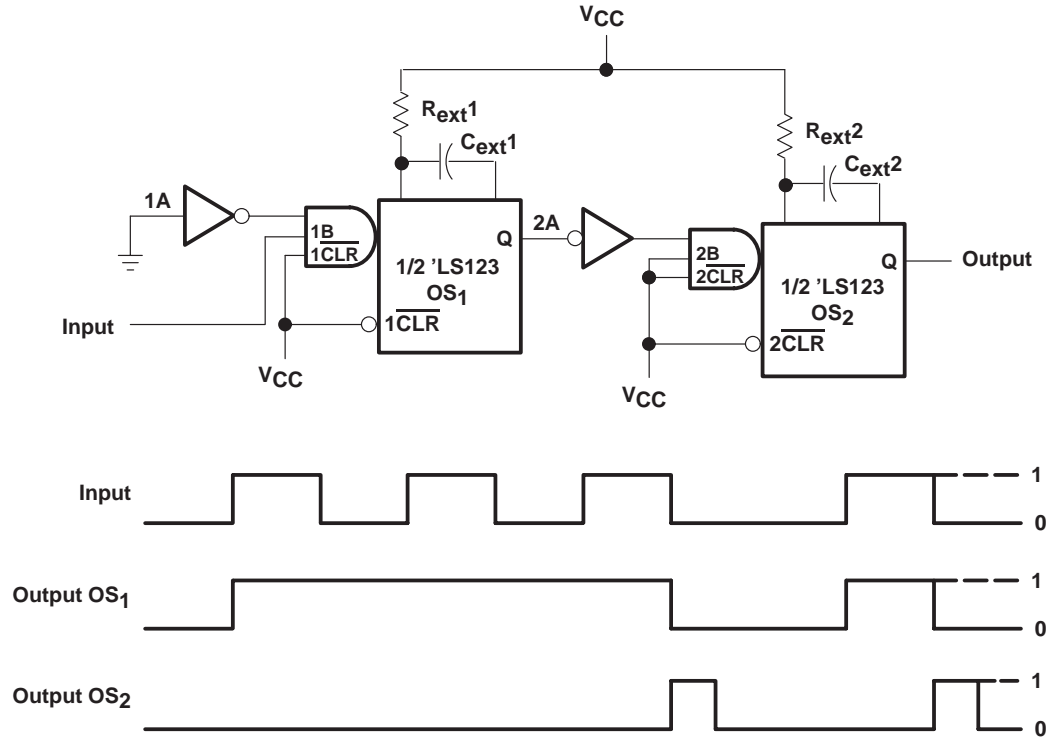 VCC
Rext1
Cext1
Rext2
Cext2
1A
1B
1CLR
Q
1/2 'LS123
OS1
1CLR
Input
VCC
2A
2B
2CLR
Q
1/2 'LS123
OS2
2CLR
Output
VCC
Input
1
0
Output OS1
1
0
Output OS2
1
0